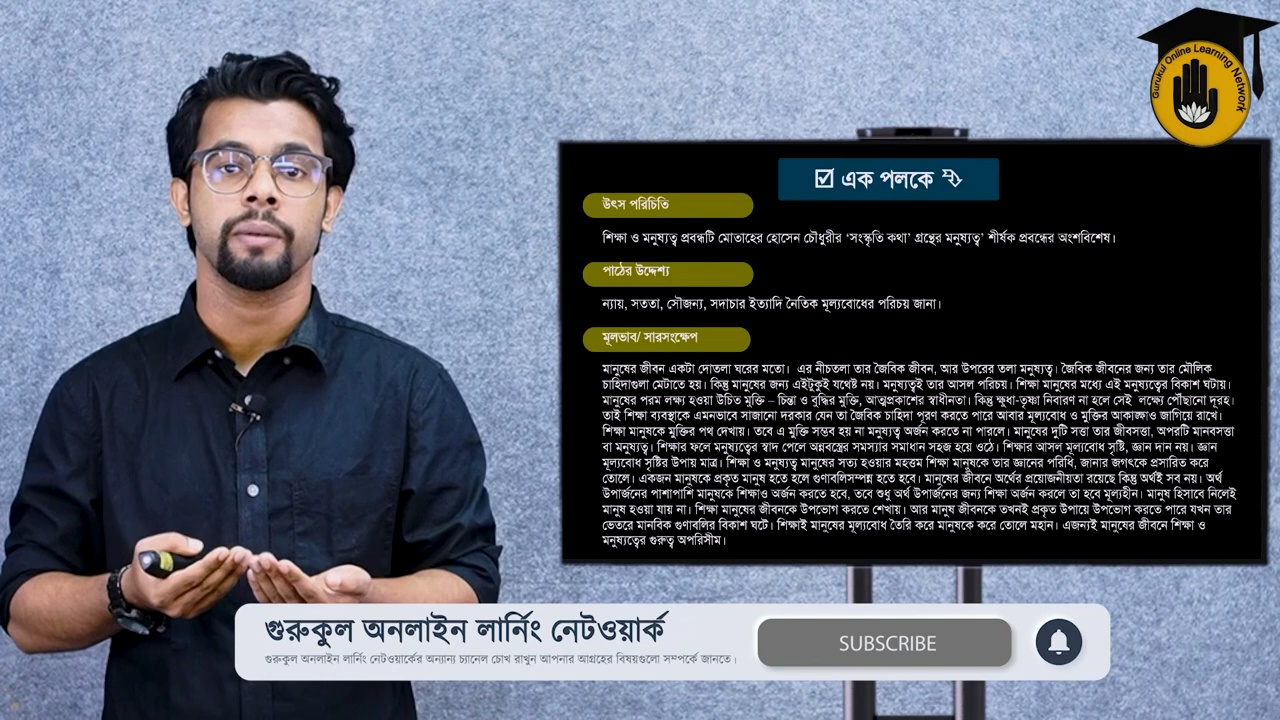 Gurukul Online Learning Network
☑ এক পলকে
উৎস পরিচিতি
শিক্ষা ও মনুষ্যত্ব প্রবন্ধটি মোতাহের হোসেন চৌধুরীর ‘সংস্কৃতি কথা’ গ্রন্থের মনুষ্যত্ব’ শীর্ষক প্রবন্ধের অংশবিশেষ।
পাঠের উদ্দেশ্য
ন্যায়, সততা, সৌজন্য, সদাচার ইত্যাদি নৈতিক মূল্যবোধের পরিচয় জানা।
মূলভাব/ সারসংক্ষেপ
মানুষের জীবন একটা দোতলা ঘরের মতো। এর নীচতলা তার জৈবিক জীবন, আর উপরের তলা মনুষ্যত্ব। জৈবিক জীবনের জন্য তার মৌলিক
চাহিদাগুলা মেটাতে হয়। কিন্তু মানুষের জন্য এইটুকুই যথেষ্ট নয়। মনুষ্যত্বই তার আসল পরিচয়। শিক্ষা মানুষের মধ্যে এই মনুষ্যত্বের বিকাশ ঘটায়।
মানুষের পরম লক্ষ্য হওয়া উচিত মুক্তি – চিন্তা ও বুদ্ধির মুক্তি, আত্মপ্রকাশের স্বাধীনতা। কিন্তু ক্ষুধা-তৃষ্ণা নিবারণ না হলে সেই লক্ষ্যে পৌঁছানো দূরহ।
তাই শিক্ষা ব্যবস্থাকে এমনভাবে সাজানো দরকার যেন তা জৈবিক চাহিদা পূরণ করতে পারে আবার মূল্যবোধ ও মুক্তির আকাঙ্ক্ষাও জাগিয়ে রাখে।
শিক্ষা মানুষকে মুক্তির পথ দেখায়। তবে এ মুক্তি সম্ভব হয় না মনুষ্যত্ব অর্জন করতে না পারলে। মানুষের দুটি সত্তা তার জীবসত্তা, অপরটি মানবসত্তা
বা মনুষ্যত্ব। শিক্ষার ফলে মনুষ্যত্বের স্বাদ পেলে অন্নবস্ত্রের সমস্যার সমাধান সহজ হয়ে ওঠে। শিক্ষার আসল মূল্যবোধ সৃষ্টি, জ্ঞান দান নয়। জ্ঞান
মূল্যবোধ সৃষ্টির উপায় মাত্র। শিক্ষা ও মনুষ্যত্ব মানুষের সত্য হওয়ার মহত্তম শিক্ষা মানুষকে তার জ্ঞানের পরিধি, জানার জগৎকে প্রসারিত করে
তোলে। একজন মানুষকে প্রকৃত মানুষ হতে হলে গুণাবলিসম্পন্ন হতে হবে। মানুষের জীবনে অর্থের প্রয়োজনীয়তা রয়েছে কিন্তু অর্থই সব নয়। অর্থ
উপার্জনের পাশাপাশি মানুষকে শিক্ষাও অর্জন করতে হবে, তবে শুধু অর্থ উপার্জনের জন্য শিক্ষা অর্জন করলে তা হবে মূল্যহীন। মানুষ হিসাবে নিলেই
মানুষ হওয়া যায় না। শিক্ষা মানুষের জীবনকে উপভোগ করতে শেখায়। আর মানুষ জীবনকে তখনই প্রকৃত উপায়ে উপভোগ করতে পারে যখন তার
ভেতরে মানবিক গুণাবলির বিকাশ ঘটে। শিক্ষাই মানুষের মূল্যবোধ তৈরি করে মানুষকে করে তোলে মহান। এজন্যই মানুষের জীবনে শিক্ষা ও
মনুষ্যত্বের গুরুত্ব অপরিসীম।
গুরুকুল অনলাইন লার্নিং নেটওয়ার্ক
গুরুকুল অনলাইন লার্নিং নেটওয়ার্কের অন্যান্য চ্যানেল চোখ রাখুন আপনার আগ্রহের বিষয়গুলো সম্পর্কে জানতে।
SUBSCRIBE